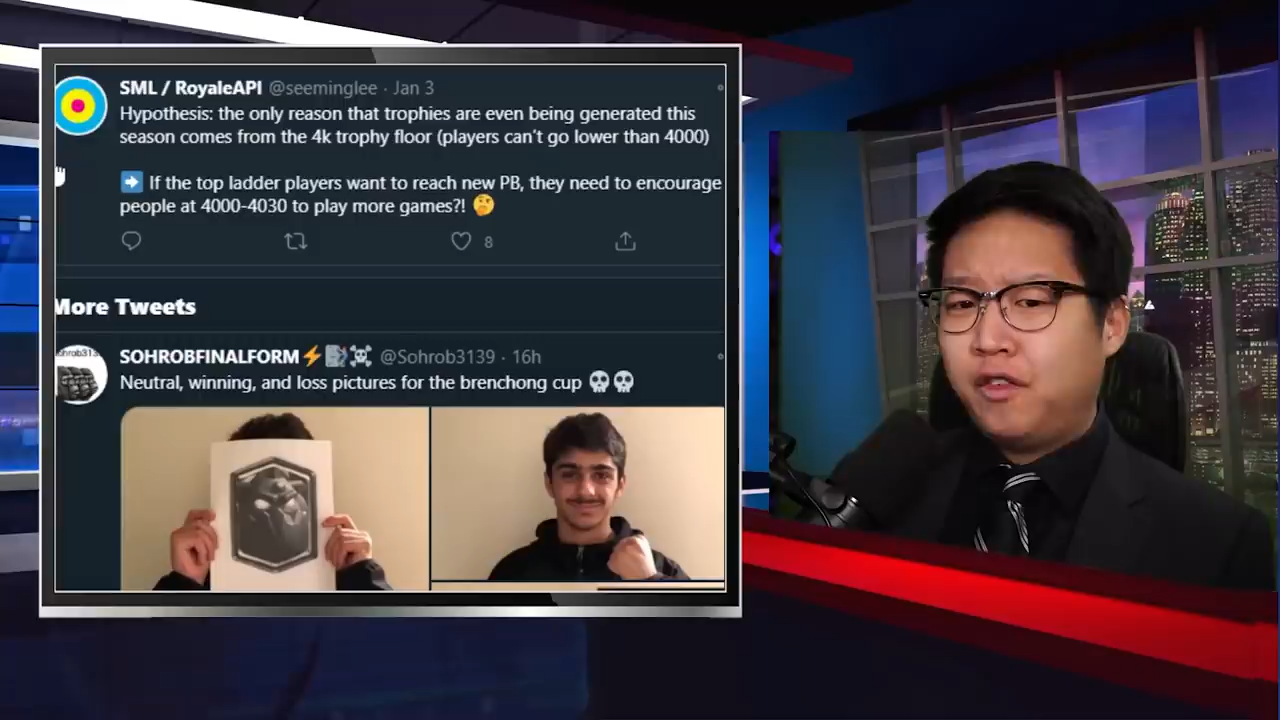 SML / RoyaleAPI @seeminglee · Jan 3
Hypothesis: the only reason that trophies are even being generated this
season comes from the 4k trophy floor (players can't go lower than 4000)
➡️ If the top ladder players want to reach new PB, they need to encourage
people at 4000-4030 to play more games?! 🤔
8
More Tweets
SOHROBFINALFORM⚡ @Sohrob3139 · 16h
Neutral, winning, and loss pictures for the brenchong cup 💀💀